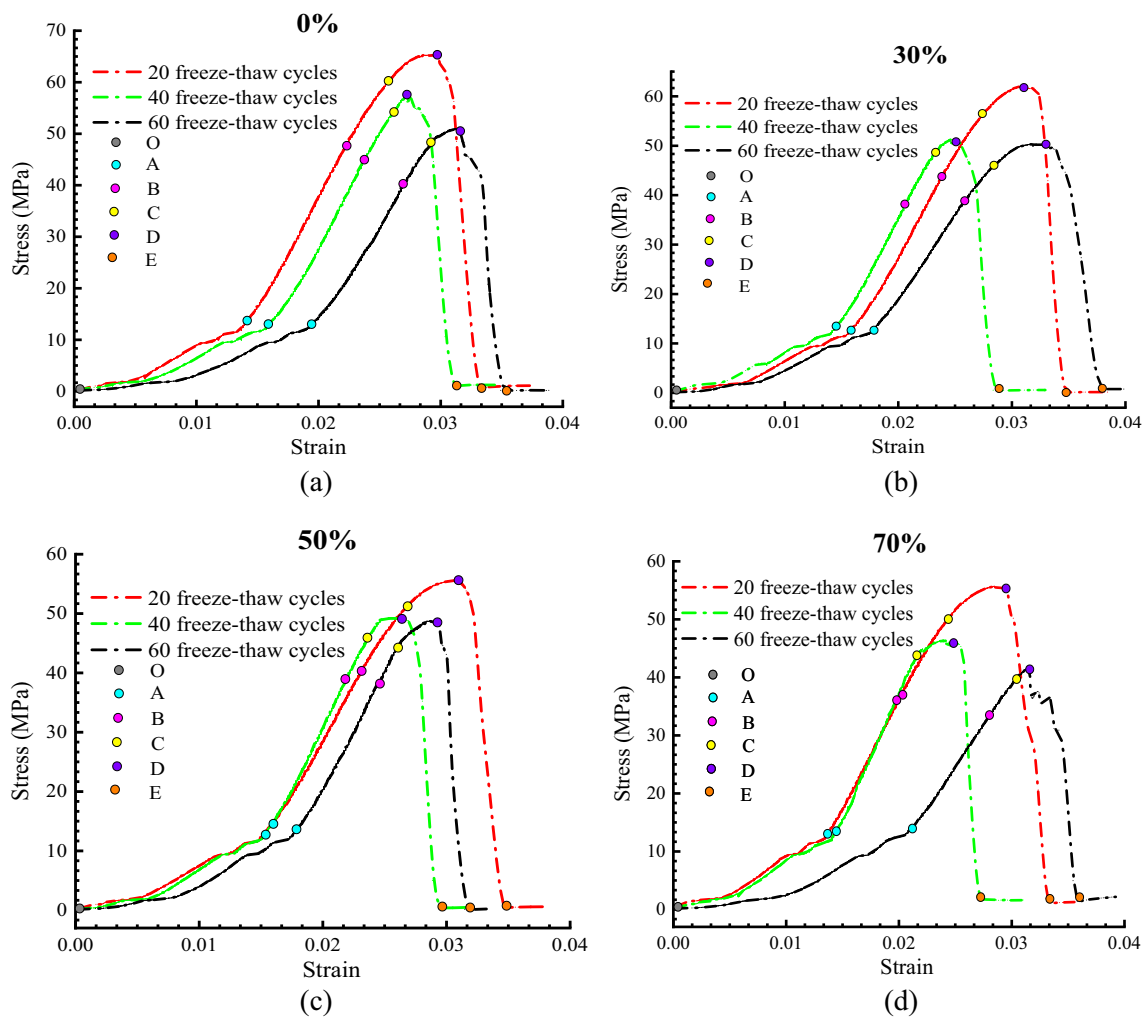 0%
70
60
50
40
30
20
10
0
Stress (MPa)
20 freeze-thaw cycles
40 freeze-thaw cycles
60 freeze-thaw cycles
O
A
B
C
D
E
0.00 0.01 0.02 0.03 0.04
Strain
(a)
30%
60
50
40
30
20
10
0
Stress (MPa)
20 freeze-thaw cycles
40 freeze-thaw cycles
60 freeze-thaw cycles
O
A
B
C
D
E
0.00 0.01 0.02 0.03 0.04
Strain
(b)
50%
60
50
40
30
20
10
0
Stress (MPa)
20 freeze-thaw cycles
40 freeze-thaw cycles
60 freeze-thaw cycles
O
A
B
C
D
E
0.00 0.01 0.02 0.03 0.04
Strain
(c)
70%
60
50
40
30
20
10
0
Stress (MPa)
20 freeze-thaw cycles
40 freeze-thaw cycles
60 freeze-thaw cycles
O
A
B
C
D
E
0.00 0.01 0.02 0.03 0.04
Strain
(d)